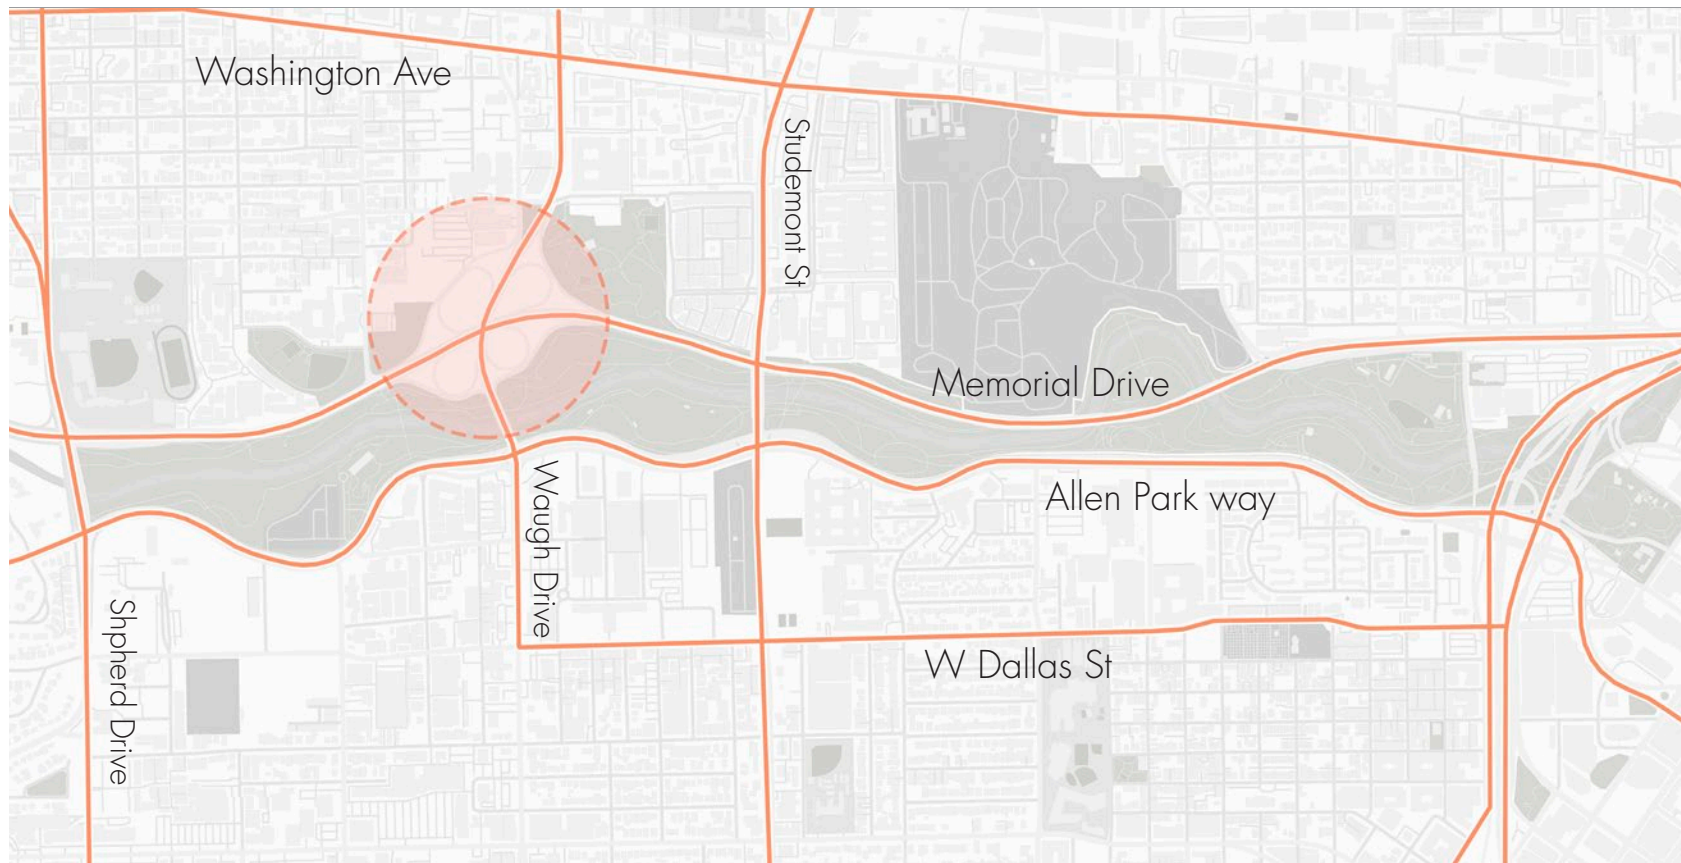 Washington Ave
Studemont St
Memorial Drive
Allen Park way
Waugh Drive
Shpherd Drive
W Dallas St